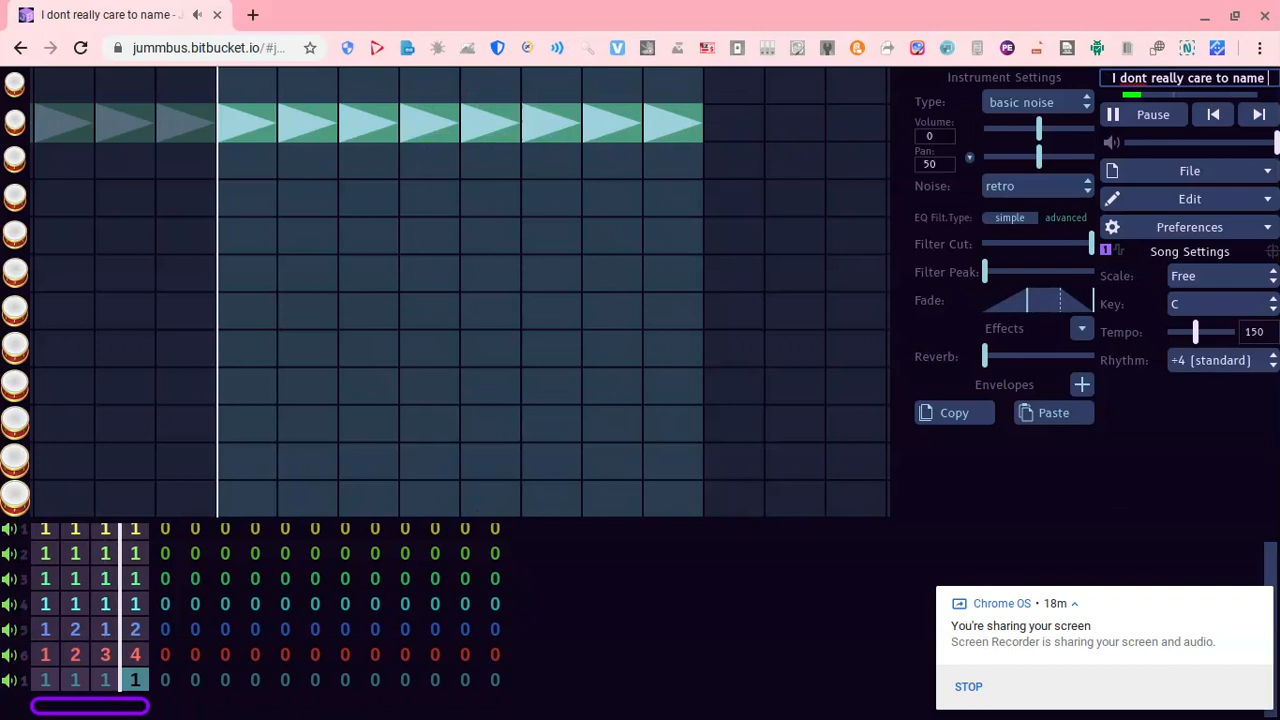 I dont really care to name - J
jummbus.bitbucket.io/#j...
Instrument Settings
I dont really care to name
Type: basic noise
Volume:
0
Pan:
50
Noise: retro
EQ Filt.Type: simple advanced
Filter Cut:
Filter Peak:
Fade:
Effects
Reverb:
Envelopes
Copy
Paste
Pause
File
Edit
Preferences
1 Song Settings
Scale: Free
Key: C
Tempo: 150
Rhythm: ÷4 (standard)
1 1 1 1 1 0 0 0 0 0 0 0 0 0 0 0 0
2 1 1 1 1 0 0 0 0 0 0 0 0 0 0 0 0
3 1 1 1 1 0 0 0 0 0 0 0 0 0 0 0 0
4 1 1 1 1 0 0 0 0 0 0 0 0 0 0 0 0
5 1 2 1 2 0 0 0 0 0 0 0 0 0 0 0 0
6 1 2 3 4 0 0 0 0 0 0 0 0 0 0 0 0
1 1 1 1 1 0 0 0 0 0 0 0 0 0 0 0 0
Chrome OS • 18m
You're sharing your screen
Screen Recorder is sharing your screen and audio.
STOP